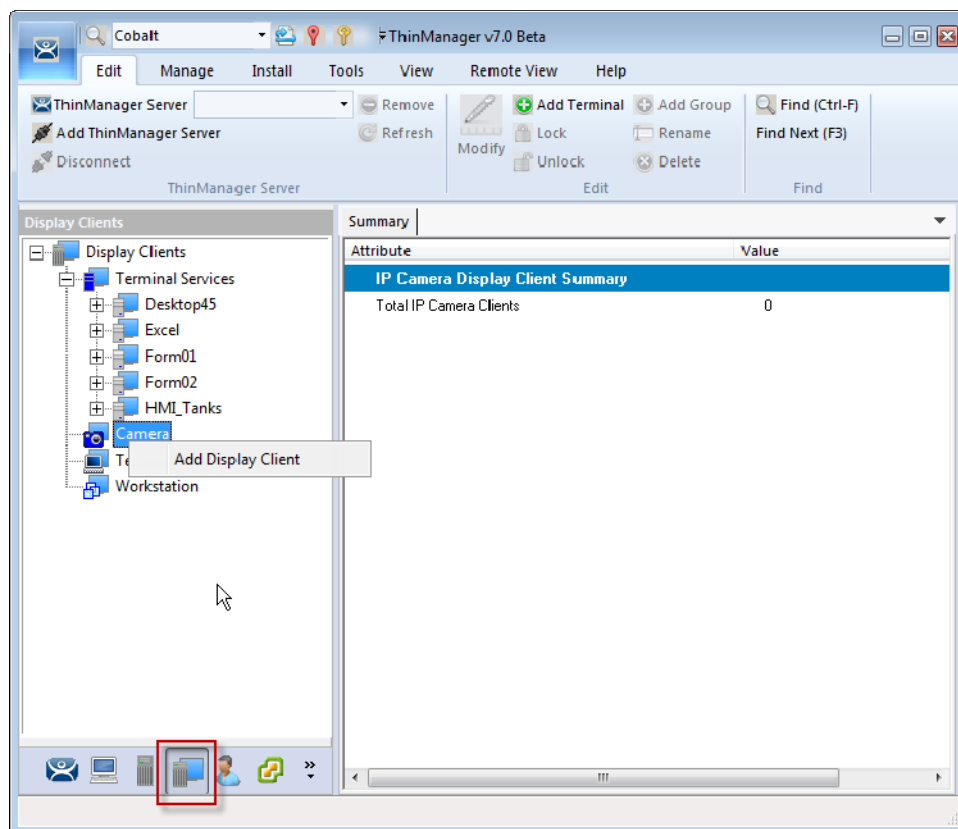 Cobalt ThinManager v7.0 Beta
Edit Manage Install Tools View Remote View Help
ThinManager Server Remove Add Terminal Add Group Find (Ctrl-F)
Add ThinManager Server Refresh Modify Lock Rename Find Next (F3)
Disconnect Unlock Delete
ThinManager Server Edit Find
Display Clients Summary
Display Clients Attribute Value
Terminal Services IP Camera Display Client Summary
Desktop45 Total IP Camera Clients 0
Excel
Form01
Form02
HMI_Tanks
Camera
Te Add Display Client
Workstation